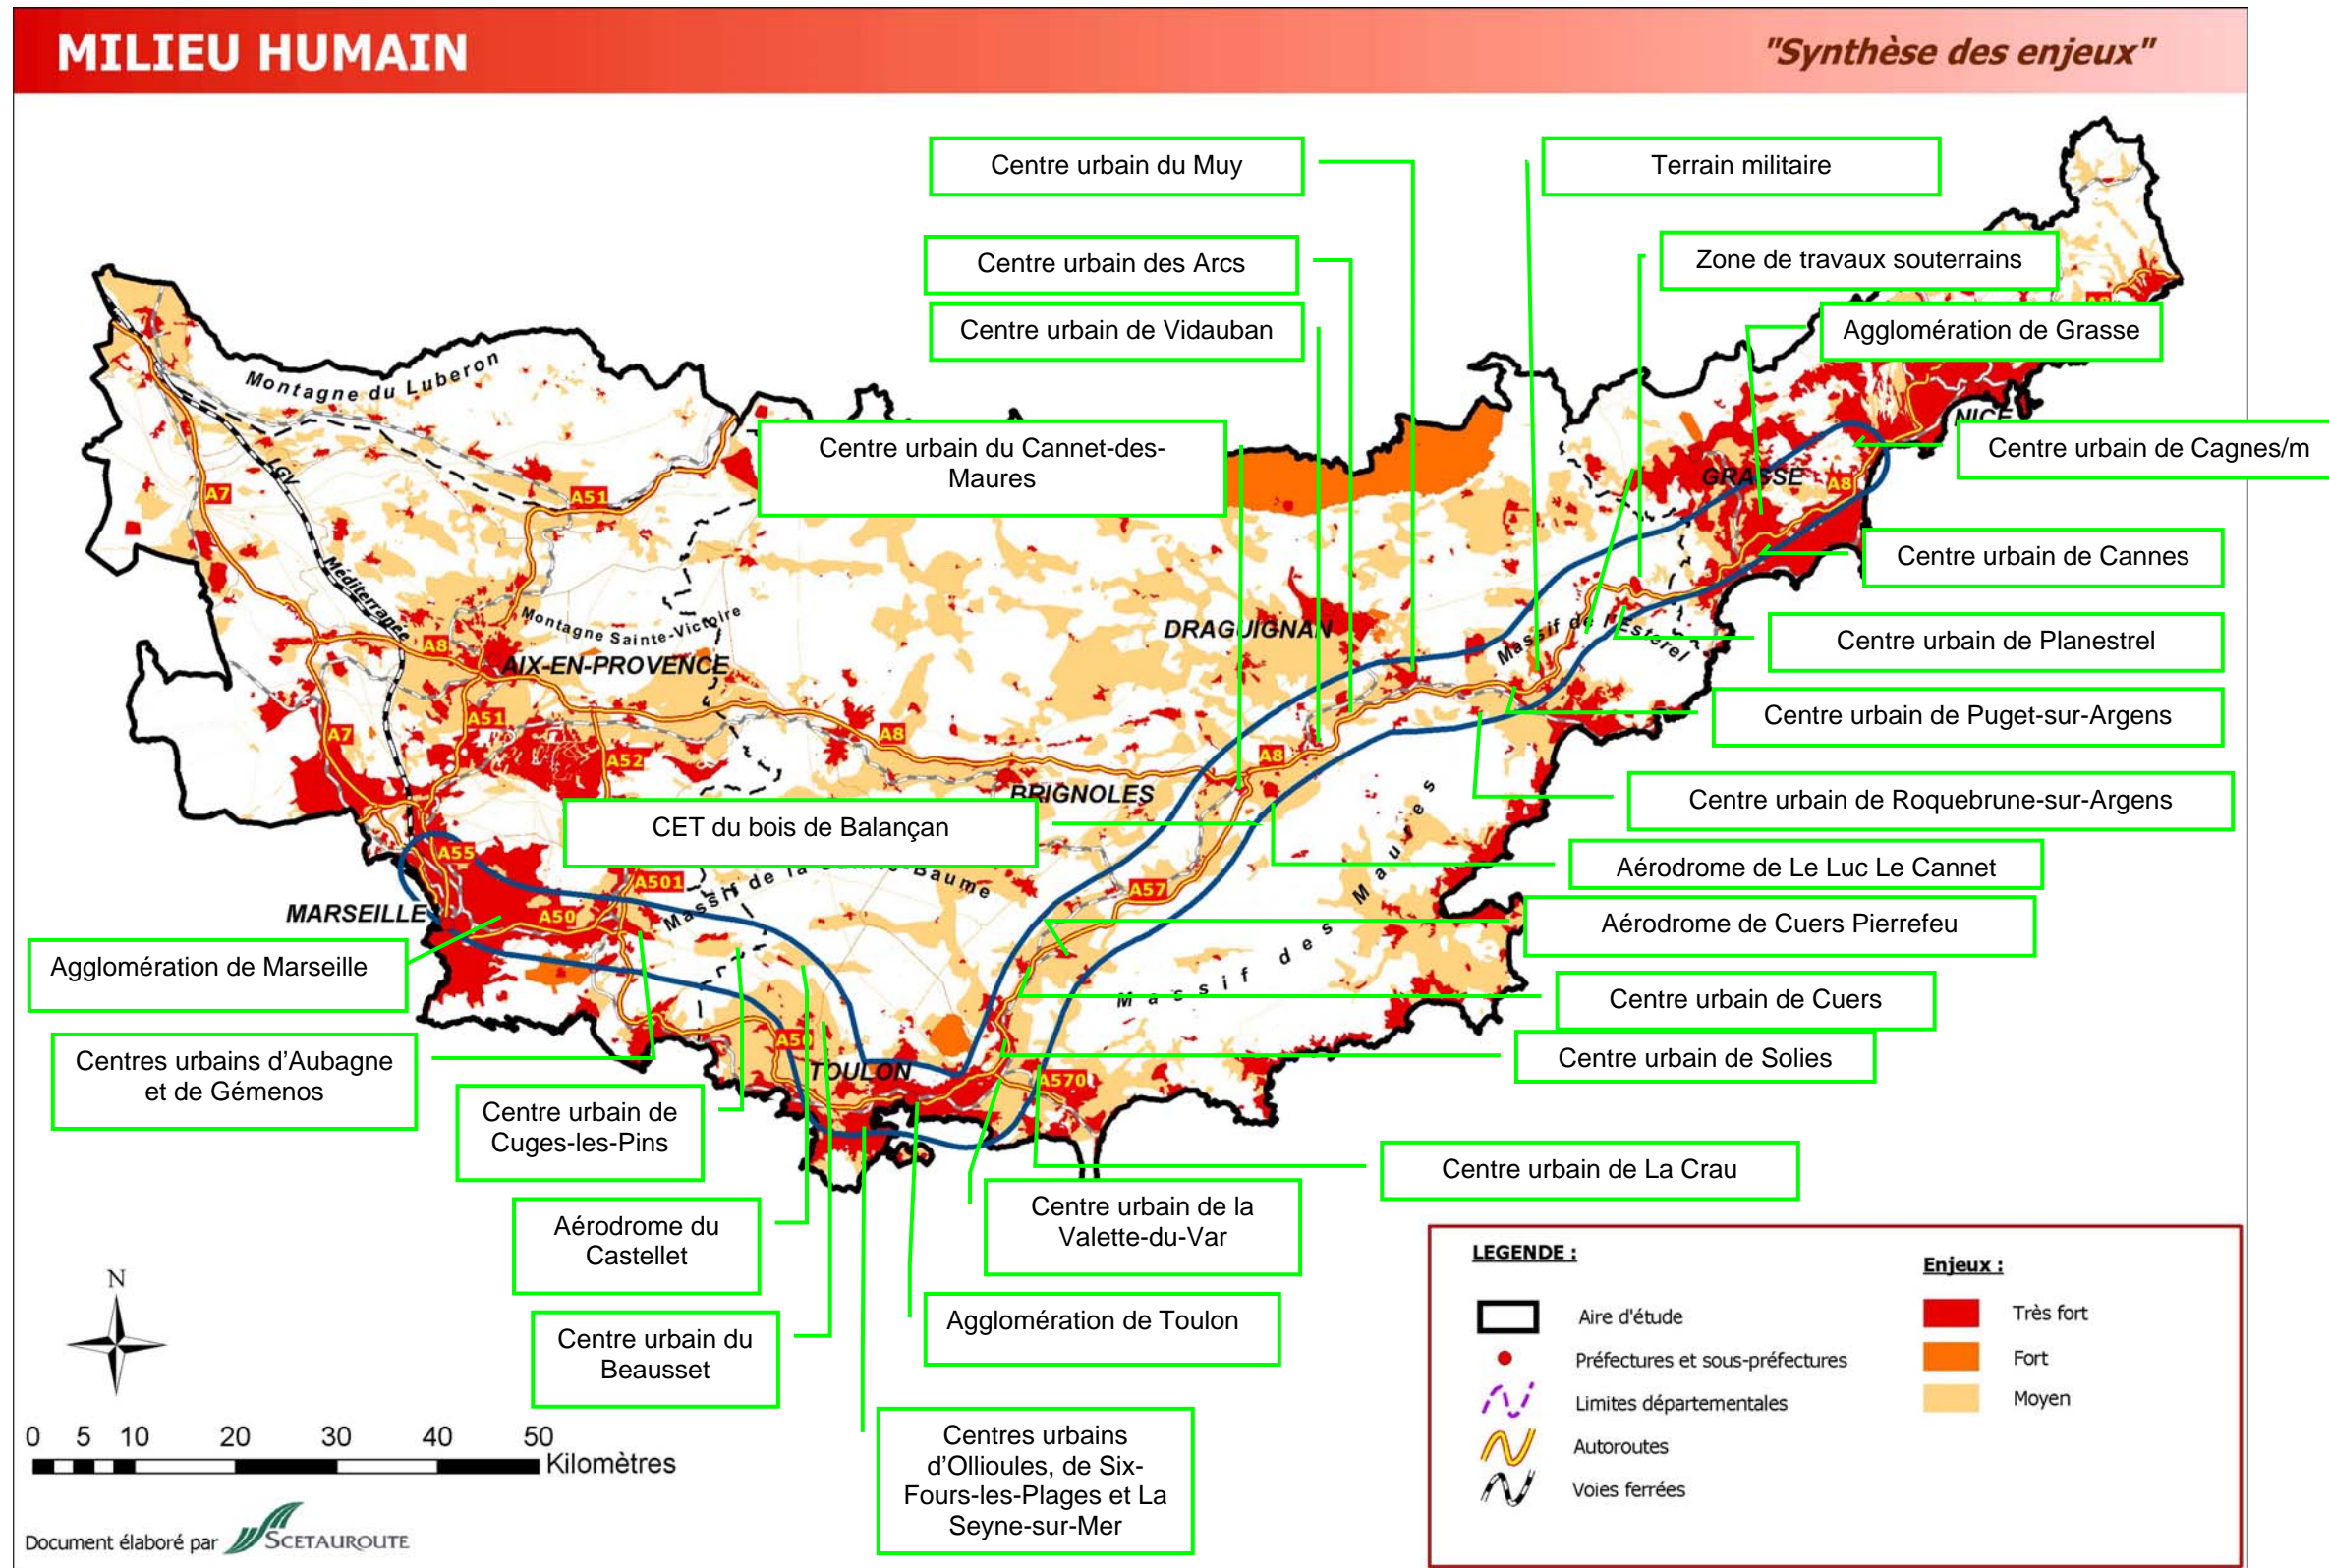 MILIEU HUMAIN
"Synthèse des enjeux"
Centre urbain du Muy
Terrain militaire
Centre urbain des Arcs
Zone de travaux souterrains
Centre urbain de Vidauban
Agglomération de Grasse
Montagne du Luberon
NICE
Centre urbain du Cannet-des-
Maures
Centre urbain de Cagnes/m
LGV
Méditerranée
A7
A51
GRASSE
A8
Centre urbain de Cannes
Montagne Sainte-Victoire
DRAGUIGNAN
Massif de l'Esterel
Centre urbain de Planestrel
A8
AIX-EN-PROVENCE
A51
A7
A52
A8
A8
Centre urbain de Puget-sur-Argens
BRIGNOLES
Centre urbain de Roquebrune-sur-Argens
CET du bois de Balançan
A55
Aérodrome de Le Luc Le Cannet
A501
Massif de la Baume
A57
Massif des Maures
MARSEILLE
A50
Aérodrome de Cuers Pierrefeu
Agglomération de Marseille
Centre urbain de Cuers
Centres urbains d'Aubagne
et de Gémenos
A50
TOULON
A570
Centre urbain de Solies
Centre urbain de
Cuges-les-Pins
Centre urbain de La Crau
Aérodrome du
Castellet
Centre urbain de la
Valette-du-Var
Agglomération de Toulon
Centre urbain du
Beausset
Centres urbains
d'Ollioules, de Six-
Fours-les-Plages et La
Seyne-sur-Mer
N
0 5 10 20 30 40 50
Kilomètres
Document élaboré par SCETAUROUTE
LEGENDE :
Aire d'étude
Préfectures et sous-préfectures
Limites départementales
Autoroutes
Voies ferrées
Enjeux :
Très fort
Fort
Moyen